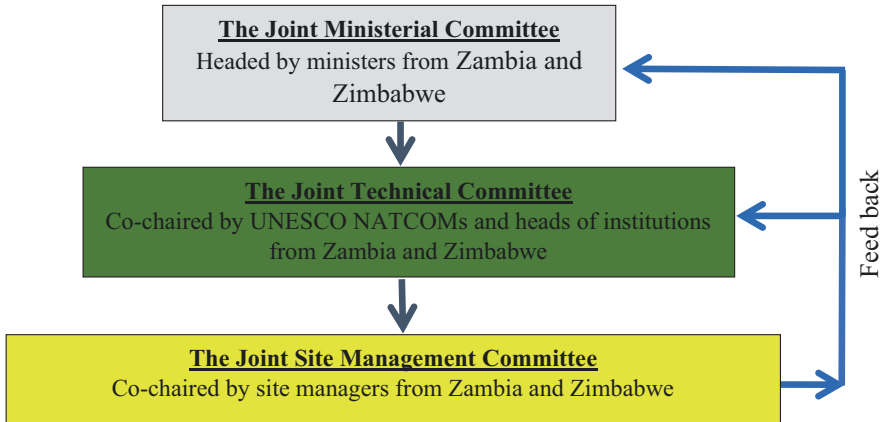 The Joint Ministerial Committee
Headed by ministers from Zambia and
Zimbabwe
The Joint Technical Committee
Co-chaired by UNESCO NATCOMs and heads of institutions
from Zambia and Zimbabwe
The Joint Site Management Committee
Co-chaired by site managers from Zambia and Zimbabwe
Feed back